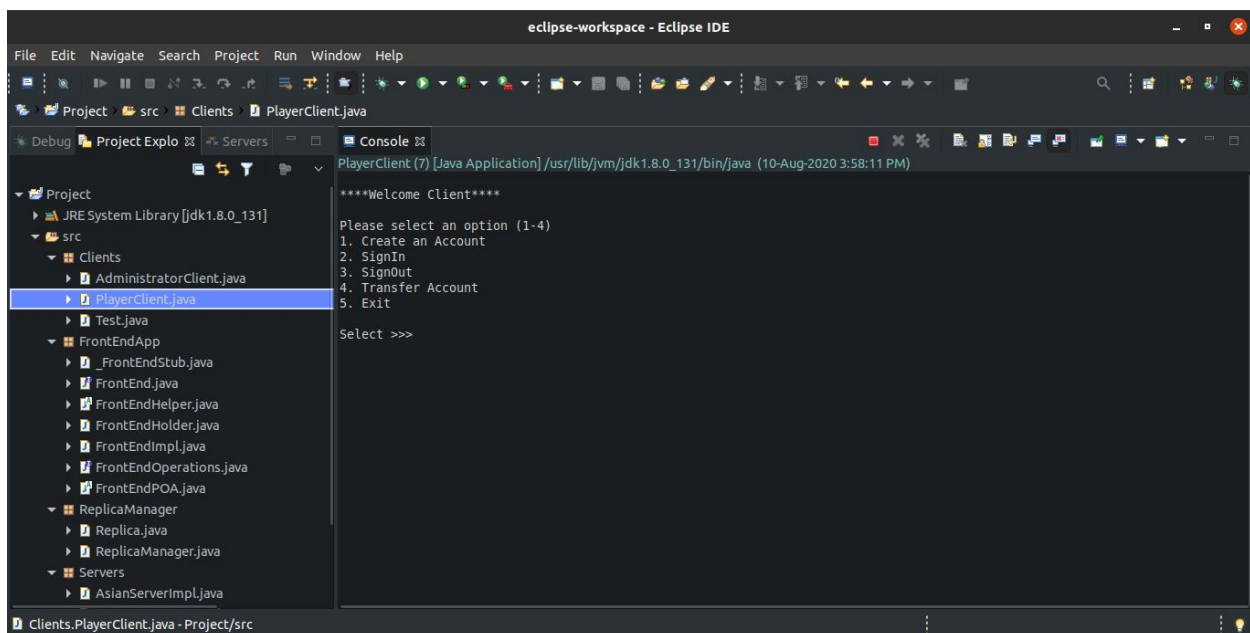 eclipse-workspace - Eclipse IDE
File Edit Navigate Search Project Run Window Help
Project src Clients PlayerClient.java
Debug Project Explo Servers
Console
PlayerClient (7) [Java Application] /usr/lib/jvm/jdk1.8.0_131/bin/java (10-Aug-2020 3:58:11 PM)
Project
JRE System Library [jdk1.8.0_131]
src
Clients
AdministratorClient.java
PlayerClient.java
Test.java
FrontEndApp
_FrontEndStub.java
FrontEnd.java
FrontEndHelper.java
FrontEndHolder.java
FrontEndImpl.java
FrontEndOperations.java
FrontEndPOA.java
ReplicaManager
Replica.java
ReplicaManager.java
Servers
AsianServerImpl.java
****Welcome Client****
Please select an option (1-4)
1. Create an Account
2. SignIn
3. SignOut
4. Transfer Account
5. Exit
Select >>>
Clients.PlayerClient.java - Project/src